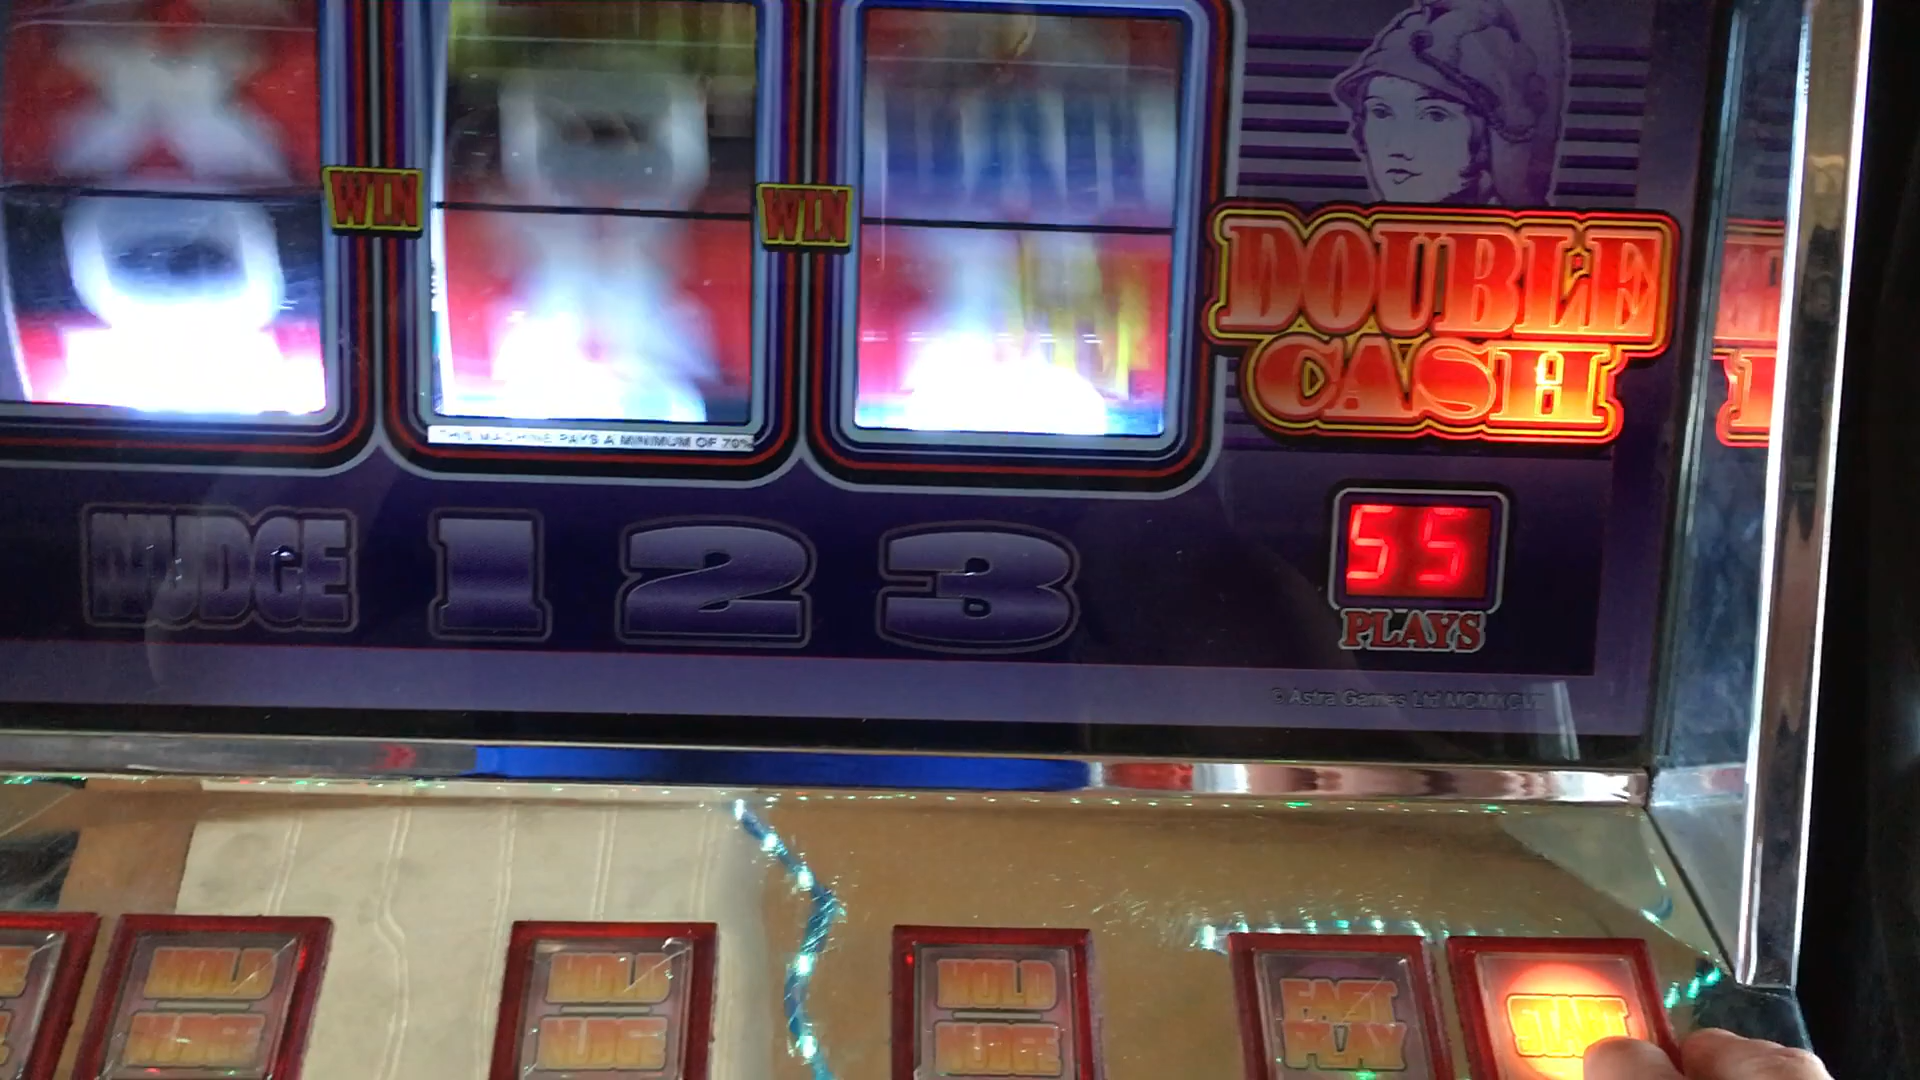 WIN
WIN
DOUBLE
CASH
THIS MACHINE PAYS A MINIMUM OF 70%
NUDGE 1 2 3
55
PLAYS
© Astra Games Ltd
HOLD
NUDGE
HOLD
NUDGE
HOLD
NUDGE
FAST
PLAY
START